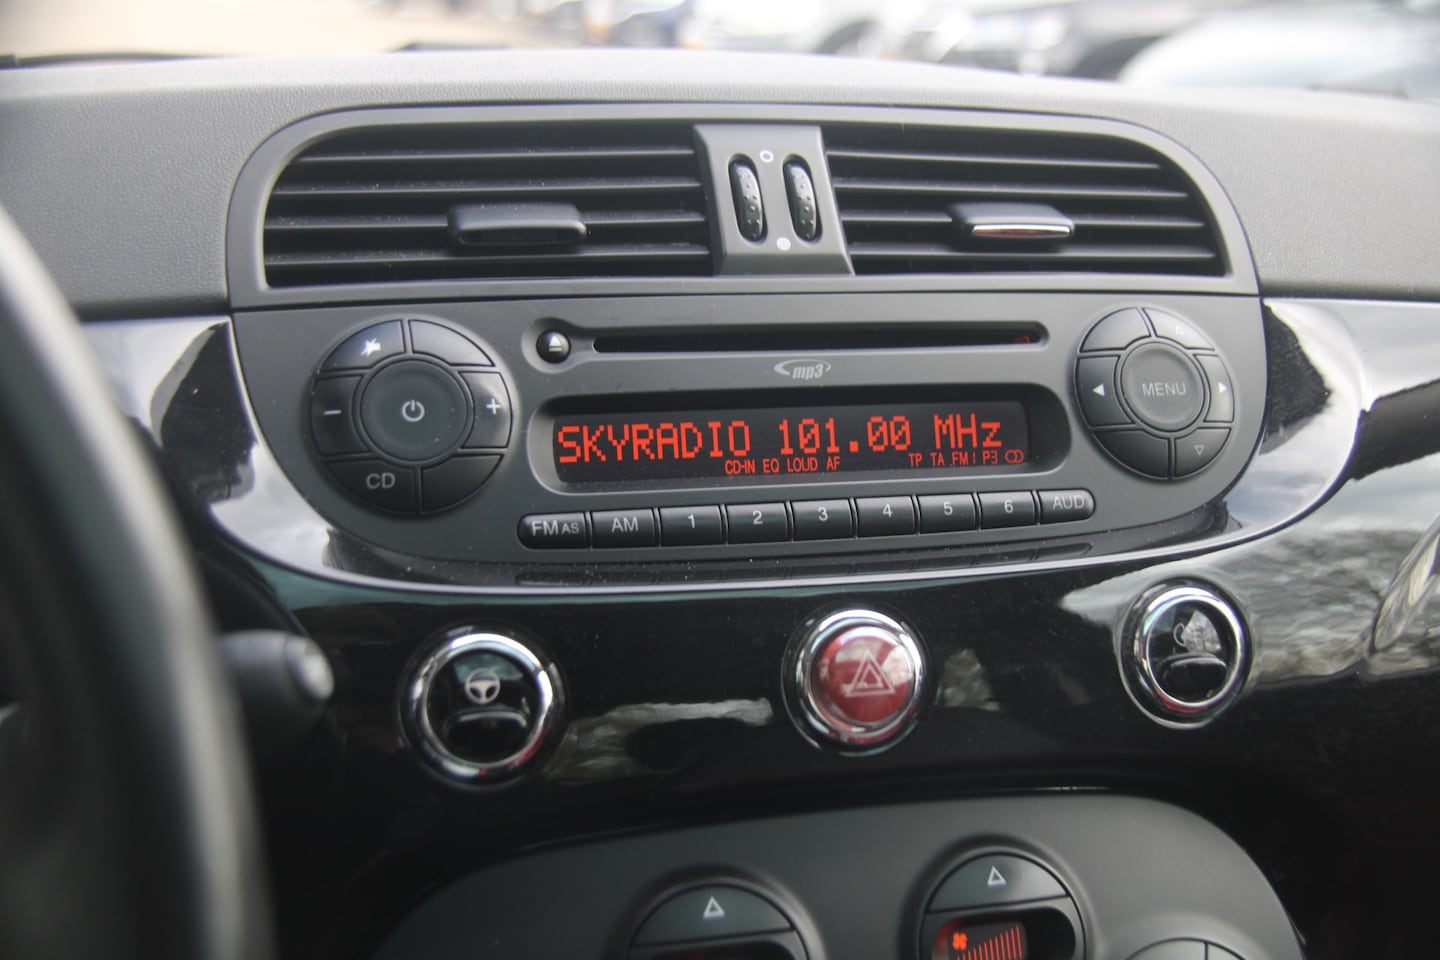 mp3
MENU
SKYRADIO 101.00 MHz
CD-IN EQ LOUD AF TP TA FM1 P3 CD
CD
FM AS AM 1 2 3 4 5 6 AUD